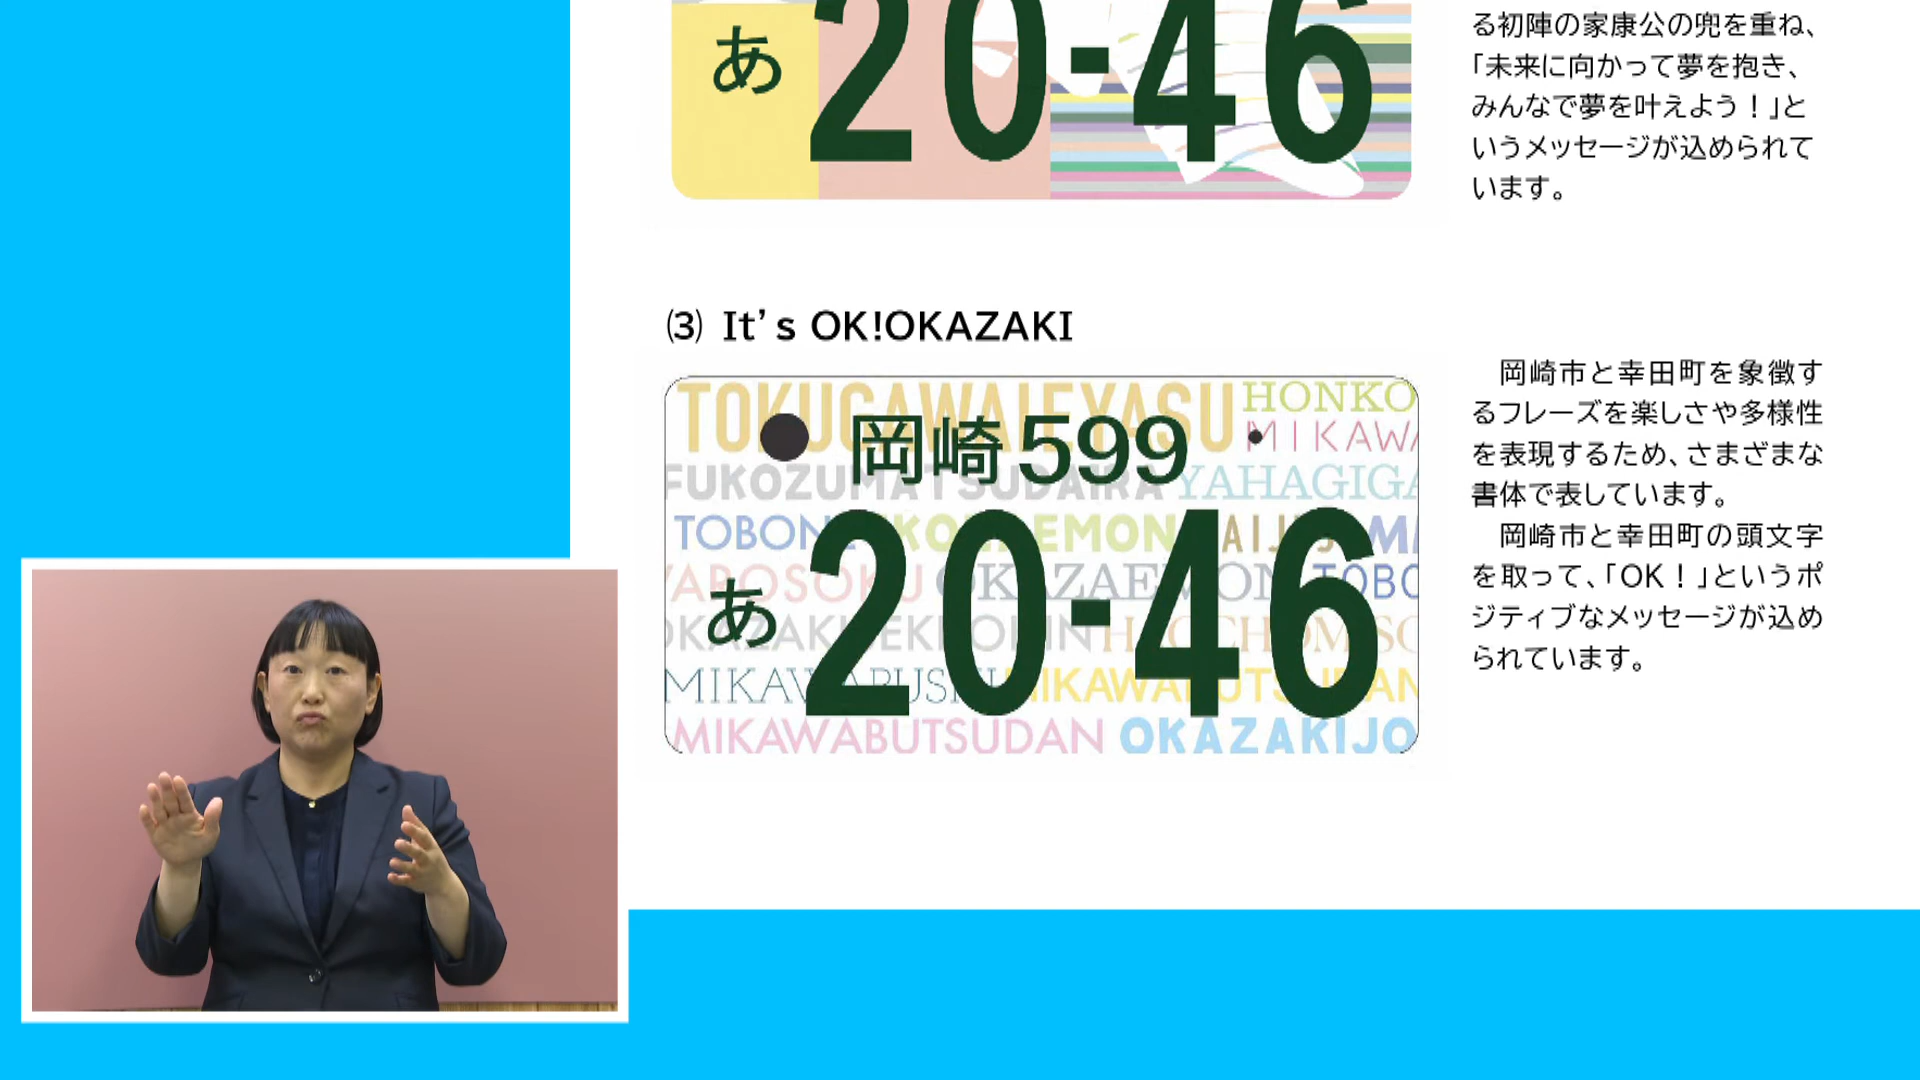 あ 20-46
る初陣の家康公の兜を重ね、
「未来に向かって夢を抱き、
みんなで夢を叶えよう！」と
いうメッセージが込められて
います。
⑶ It’s OK!OKAZAKI
TOKUGAWAIEYASU HONKO
MIKAWA
岡崎 599
FUKOZUMATSUDAIRA YAHAGIGA
TOBON
あ 20-46
MIKAWABUTSUDAN OKAZAKIJO
岡崎市と幸田町を象徴す
るフレーズを楽しさや多様性
を表現するため、さまざまな
書体で表しています。
岡崎市と幸田町の頭文字
を取って、「OK！」というポ
ジティブなメッセージが込め
られています。